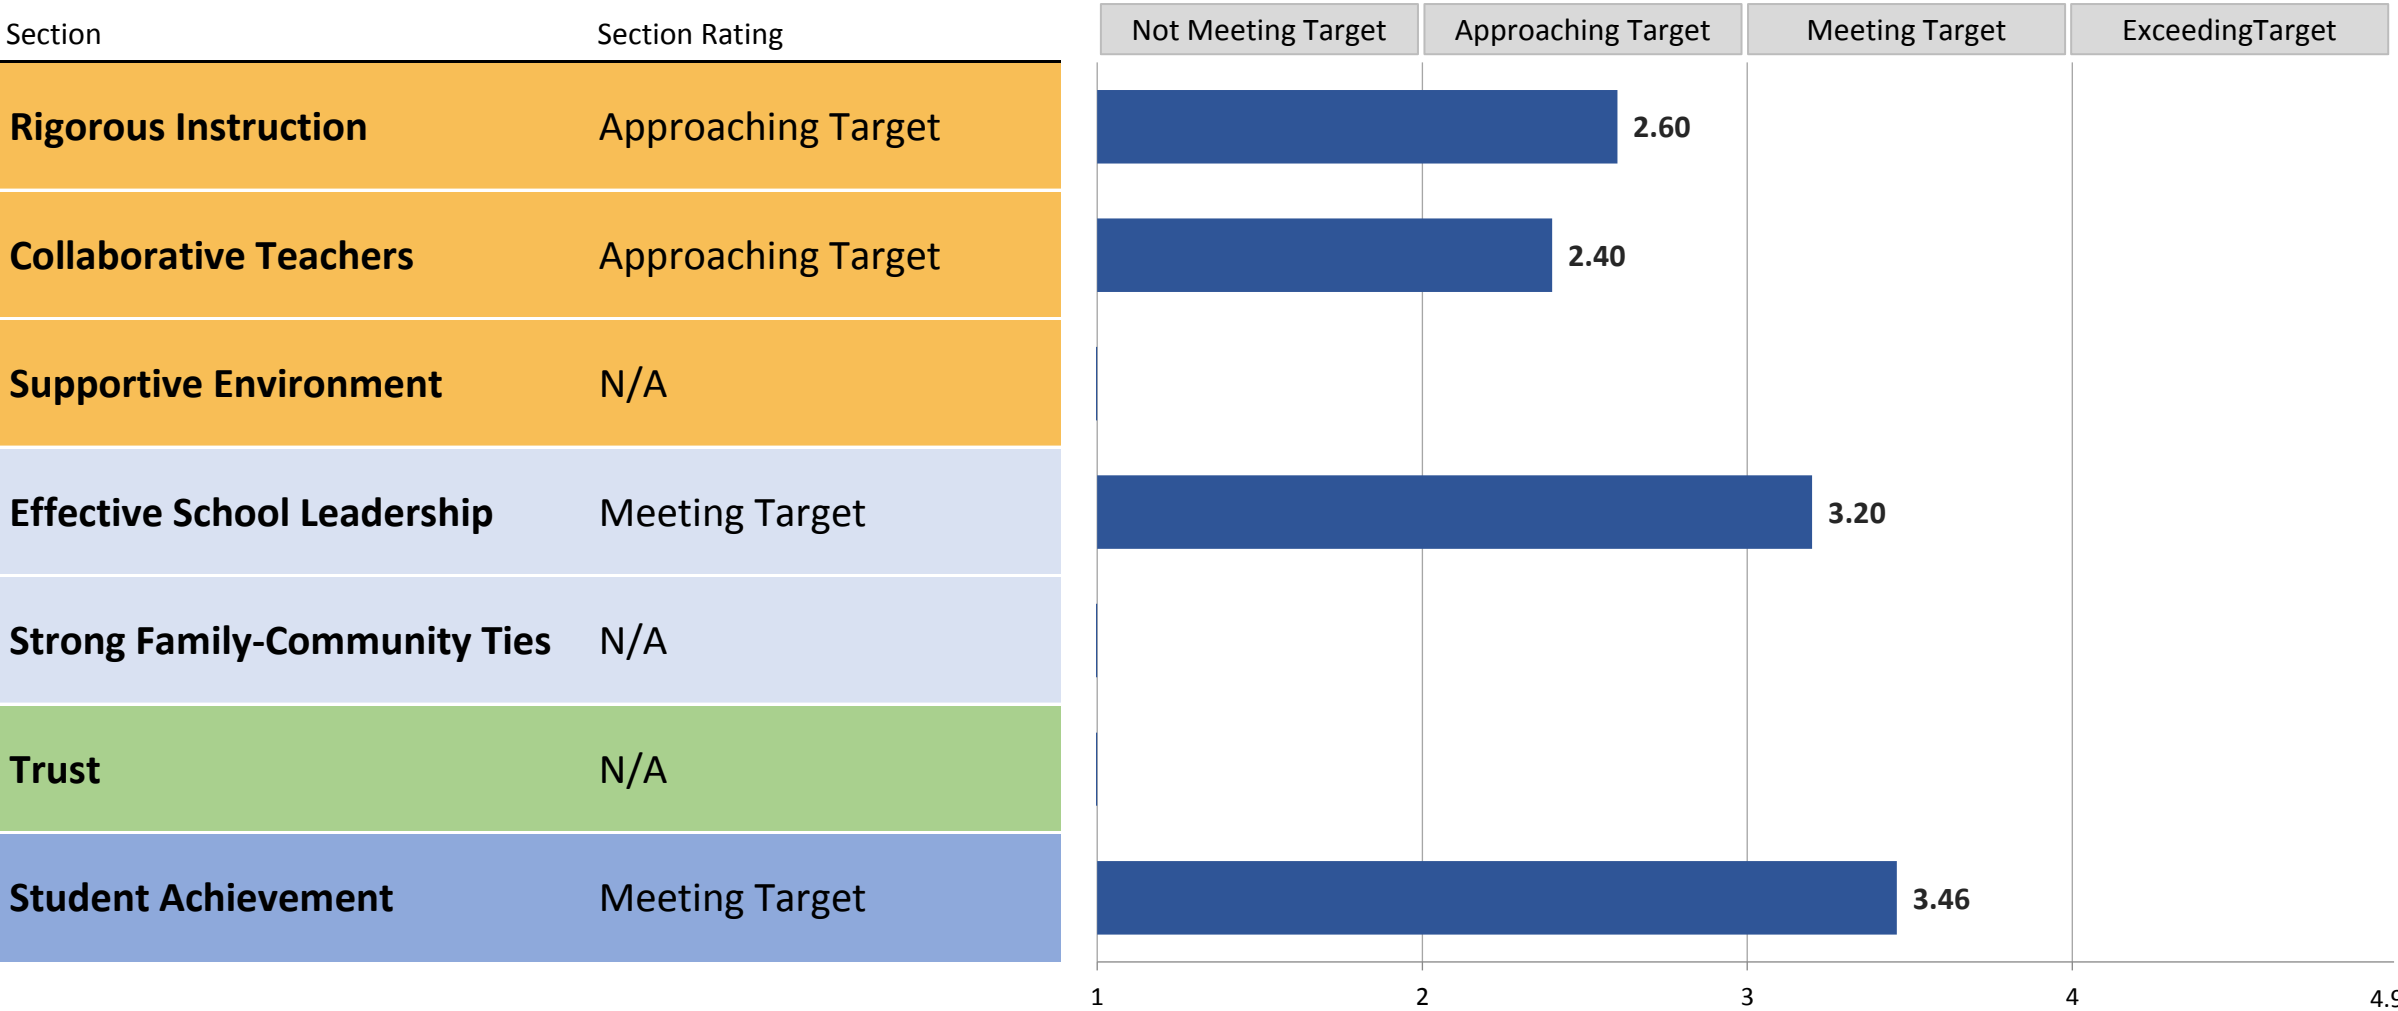 Section Section Rating Not Meeting Target Approaching Target Meeting Target ExceedingTarget
Rigorous Instruction Approaching Target 2.60
Collaborative Teachers Approaching Target 2.40
Supportive Environment N/A
Effective School Leadership Meeting Target 3.20
Strong Family-Community Ties N/A
Trust N/A
Student Achievement Meeting Target 3.46
1 2 3 4 4.9